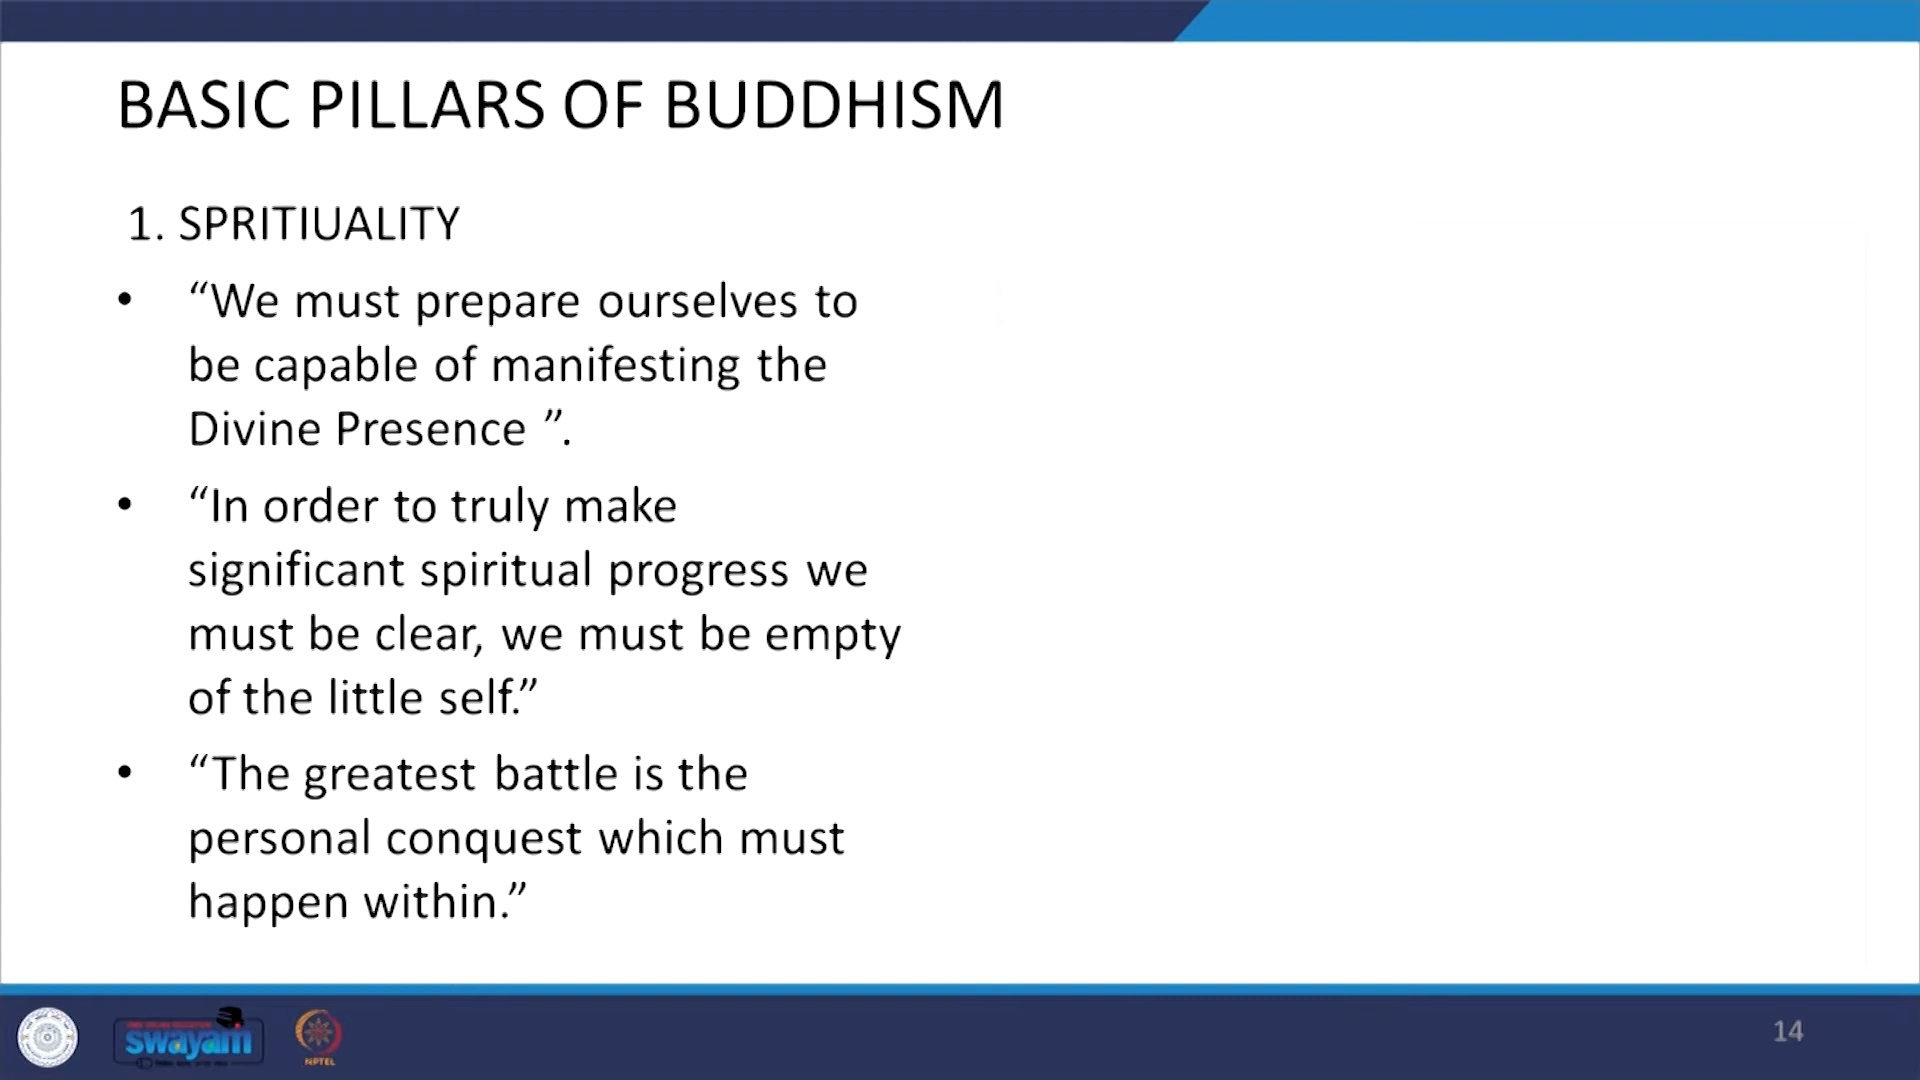 BASIC PILLARS OF BUDDHISM
1. SPRITIUALITY
• “We must prepare ourselves to
be capable of manifesting the
Divine Presence ”.
• “In order to truly make
significant spiritual progress we
must be clear, we must be empty
of the little self.”
• “The greatest battle is the
personal conquest which must
happen within.”
swayam
NPTEL
14